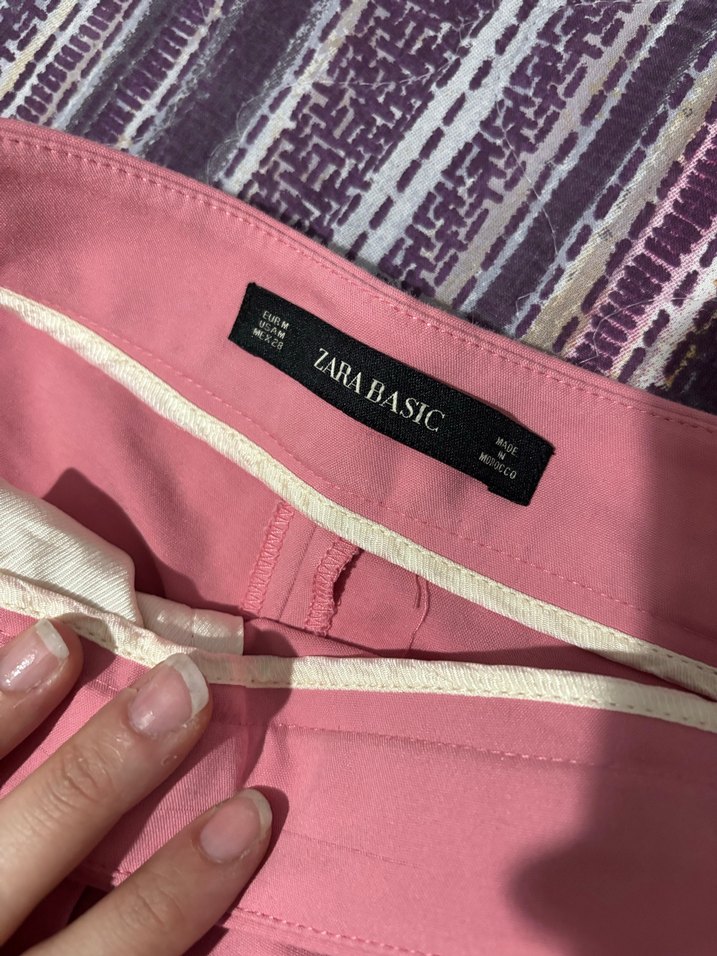 EUR M
USA M
MEX 28
ZARA BASIC
MADE
IN
MOROCCO